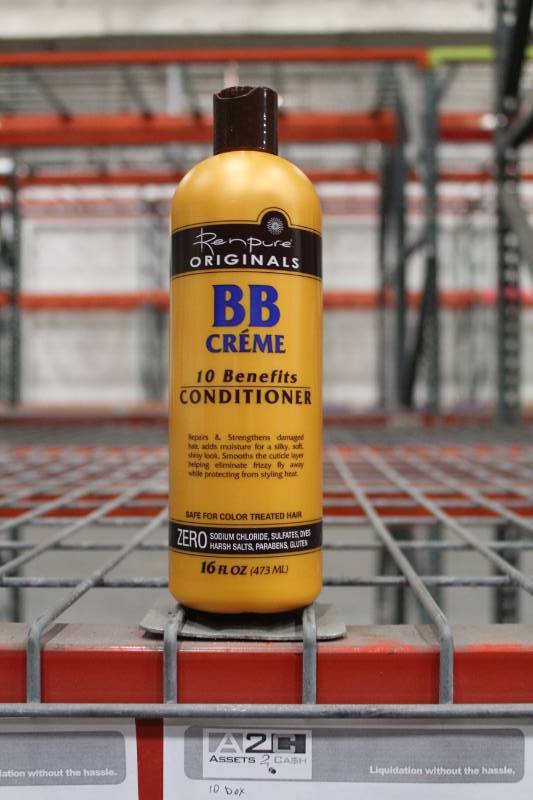 Renpure
ORIGINALS
BB
CRÉME
10 Benefits
CONDITIONER
Repairs & Strengthens damaged
hair, adds moisture for a silky, soft,
shiny look. Smooths the cuticle layer
helping eliminate frizzy fly away
while protecting from styling heat.
SAFE FOR COLOR TREATED HAIR
ZERO SODIUM CHLORIDE, SULFATES, DYES
HARSH SALTS, PARABENS, GLUTEN
16 FL OZ (473 ML)
A2C
ASSETS 2 CASH
ation without the hassle.
Liquidation without the hassle.
10 box